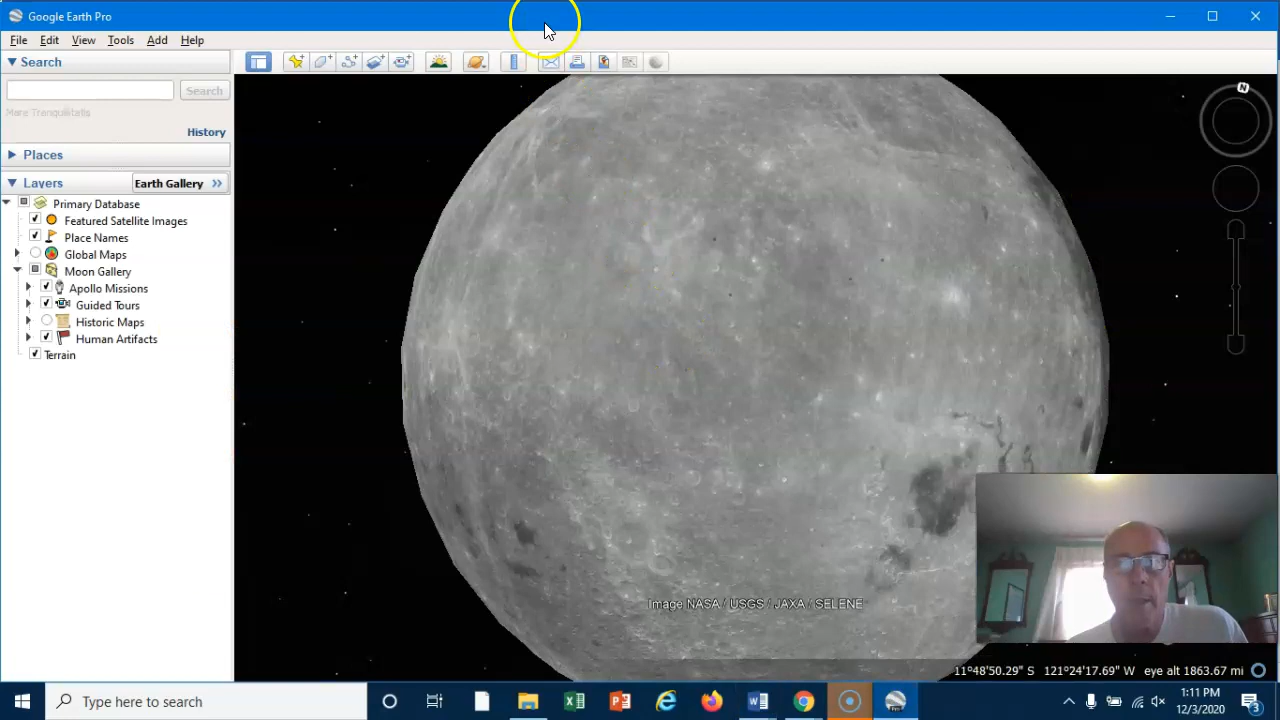 Google Earth Pro
File Edit View Tools Add Help
Search
Search
Mare Tranquilitatis
History
Places
Layers
Earth Gallery >>
Primary Database
Featured Satellite Images
Place Names
Global Maps
Moon Gallery
Apollo Missions
Guided Tours
Historic Maps
Human Artifacts
Terrain
N
Image NASA / USGS / JAXA / SELENE
11°48'50.29" S 121°24'17.69" W eye alt 1863.67 mi
Type here to search
1:11 PM
12/3/2020
3